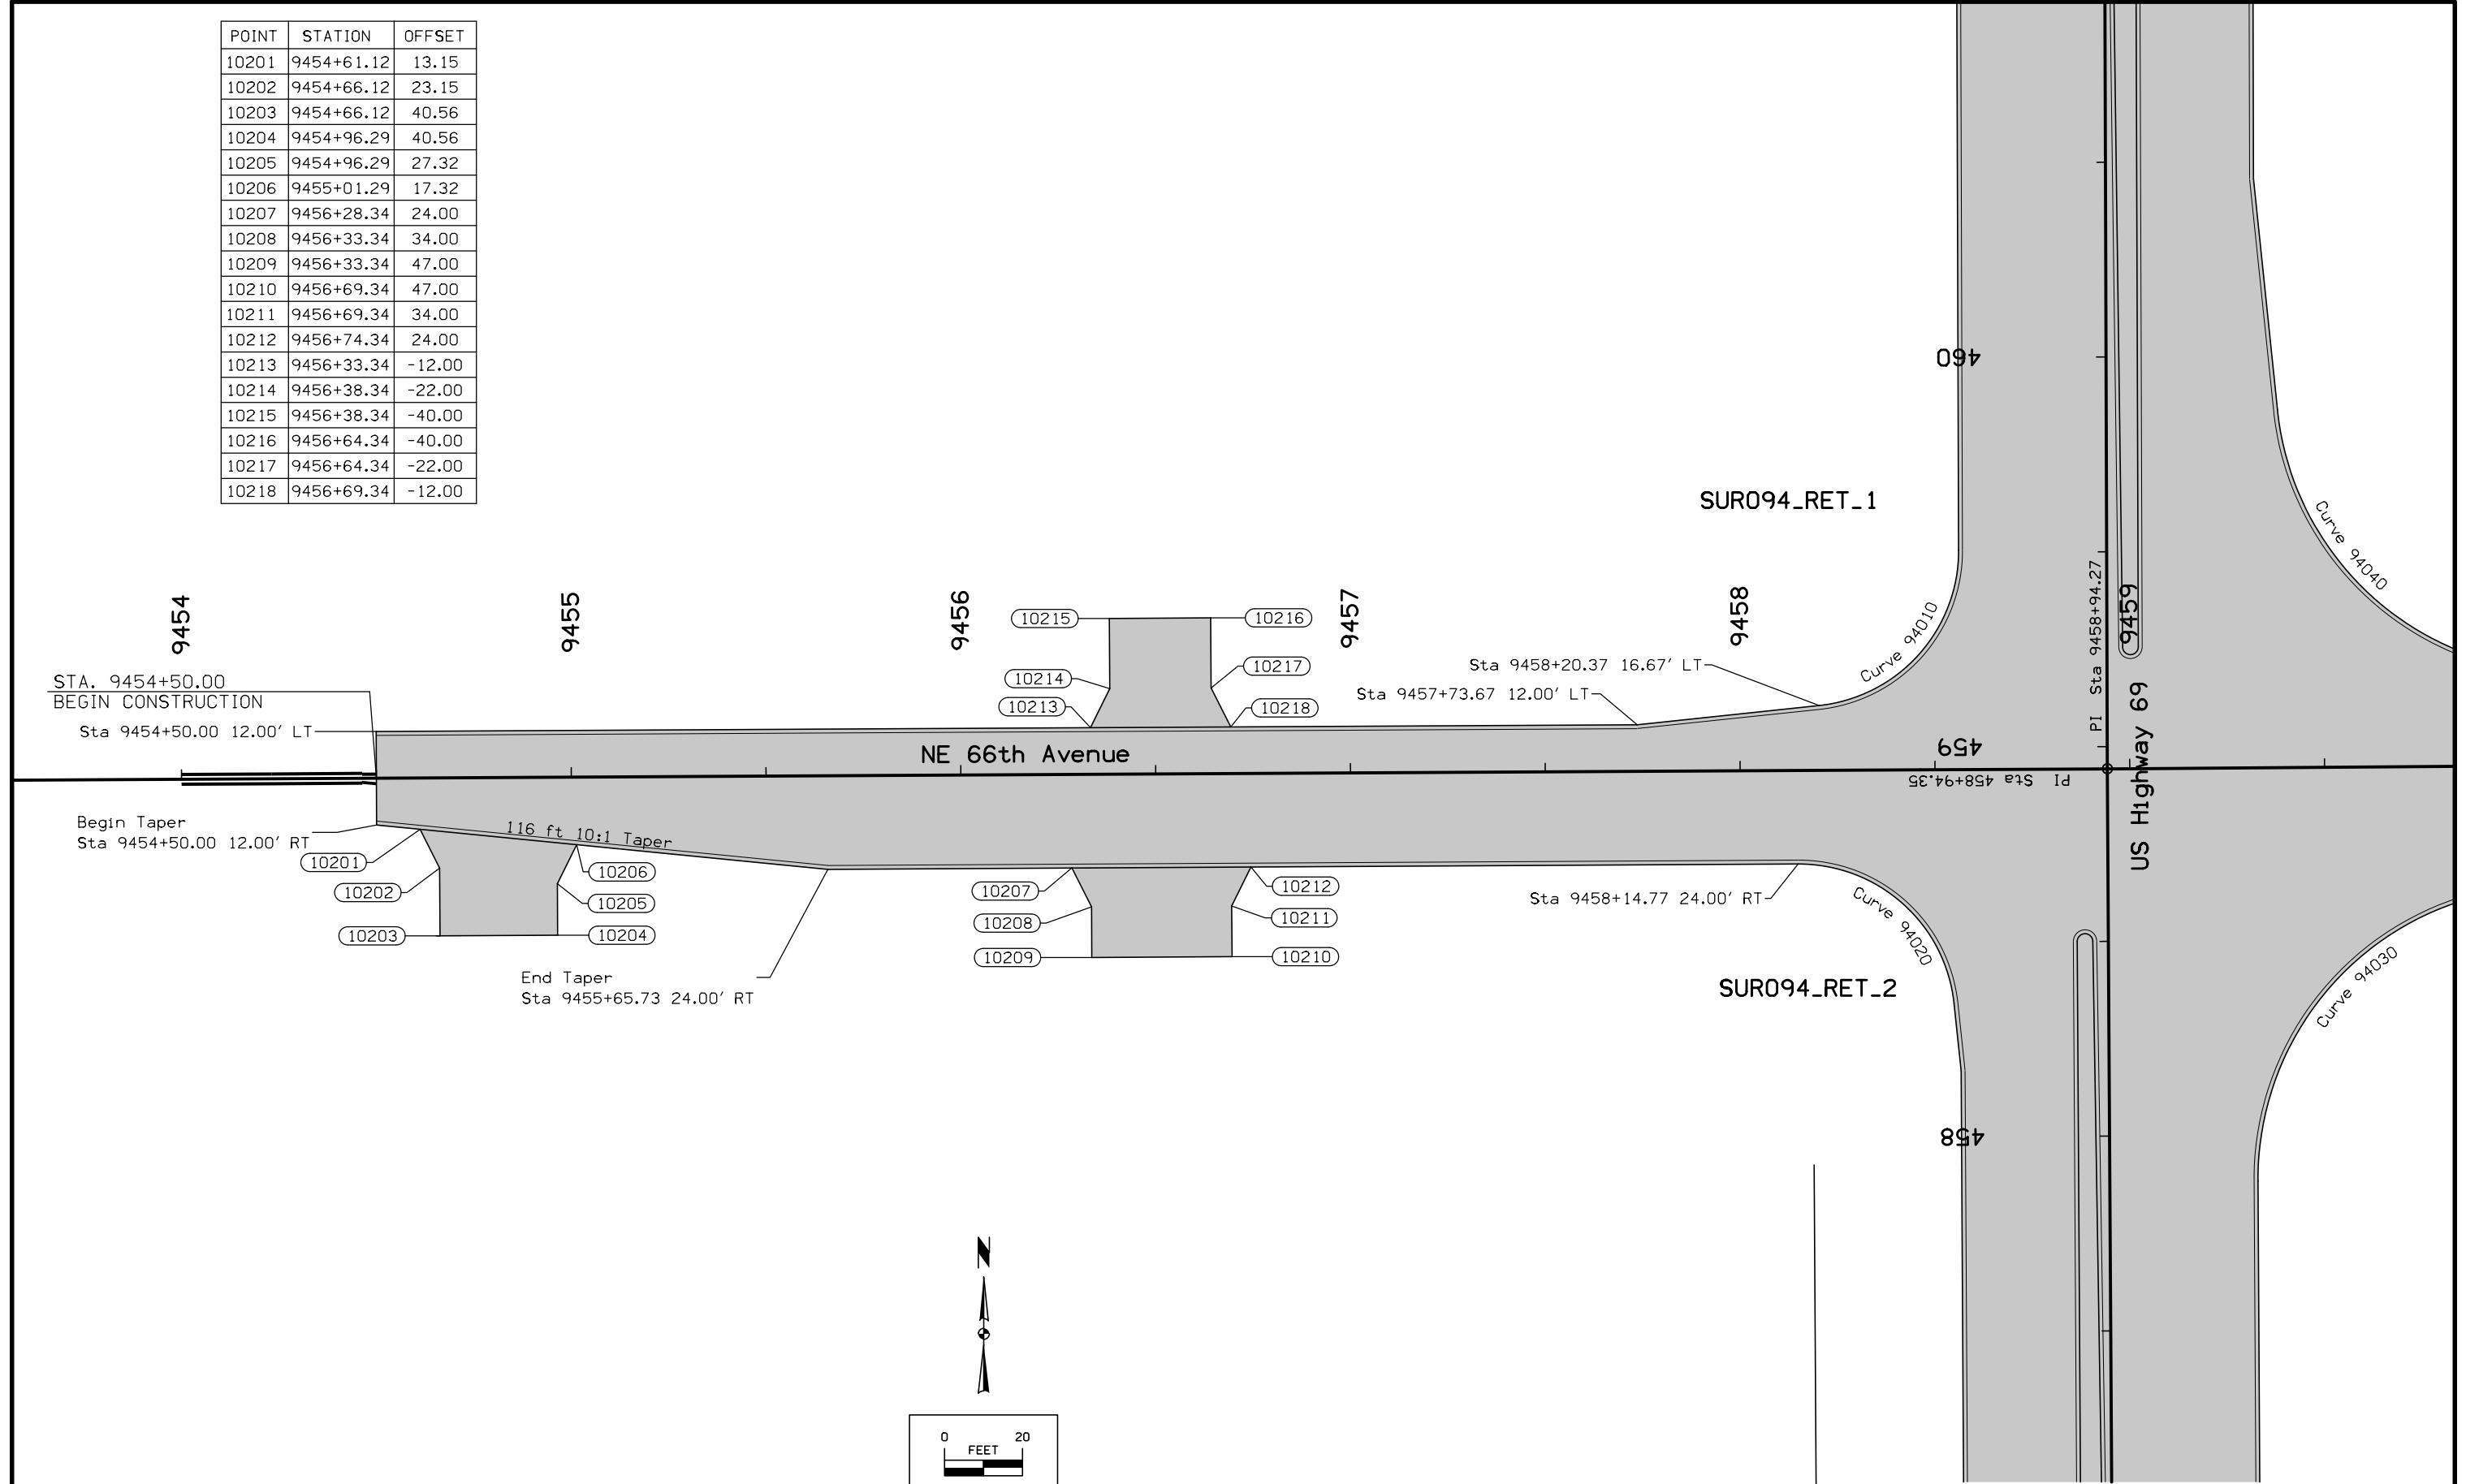 POINT STATION OFFSET
10201 9454+61.12 13.15
10202 9454+66.12 23.15
10203 9454+66.12 40.56
10204 9454+96.29 40.56
10205 9454+96.29 27.32
10206 9455+01.29 17.32
10207 9456+28.34 24.00
10208 9456+33.34 34.00
10209 9456+33.34 47.00
10210 9456+69.34 47.00
10211 9456+69.34 34.00
10212 9456+74.34 24.00
10213 9456+33.34 -12.00
10214 9456+38.34 -22.00
10215 9456+38.34 -40.00
10216 9456+64.34 -40.00
10217 9456+64.34 -22.00
10218 9456+69.34 -12.00
460
SUR094_RET_1
Curve 94040
9454
9455
9456
9457
9458
9459
10215
10216
Curve 94010
PI Sta 9458+94.27
10214
10217
Sta 9458+20.37 16.67' LT
STA. 9454+50.00
BEGIN CONSTRUCTION
Sta 9457+73.67 12.00' LT
10213
10218
Sta 9454+50.00 12.00' LT
NE 66th Avenue
459
PI Sta 458+94.35
US Highway 69
Begin Taper
Sta 9454+50.00 12.00' RT
116 ft 10:1 Taper
10201
10206
10202
10205
10203
10204
10207
10212
10208
10211
10209
10210
Sta 9458+14.77 24.00' RT
Curve 94020
Curve 94030
End Taper
Sta 9455+65.73 24.00' RT
SUR094_RET_2
458
N
0 20
FEET